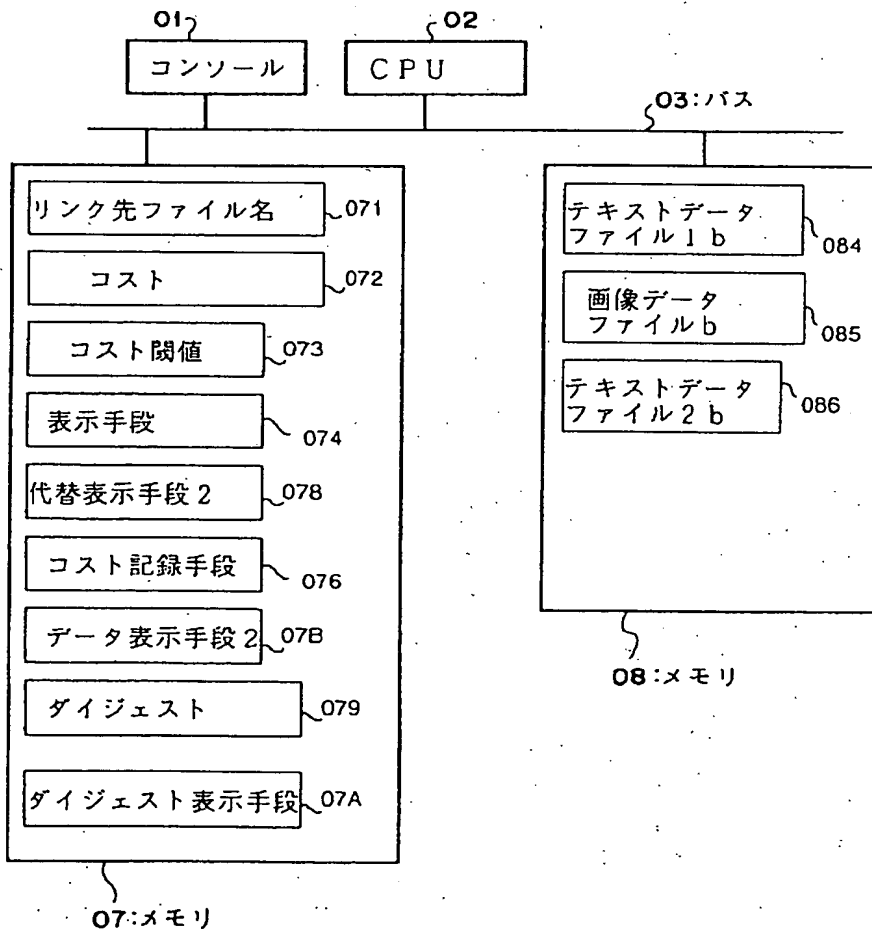 01
02
コンソール
CPU
03:バス
リンク先ファイル名
071
コスト
072
コスト閾値
073
表示手段
074
代替表示手段2
078
コスト記録手段
076
データ表示手段2
07B
ダイジェスト
079
ダイジェスト表示手段
07A
07:メモリ
テキストデータ
ファイル1b
084
画像データ
ファイルb
085
テキストデータ
ファイル2b
086
08:メモリ